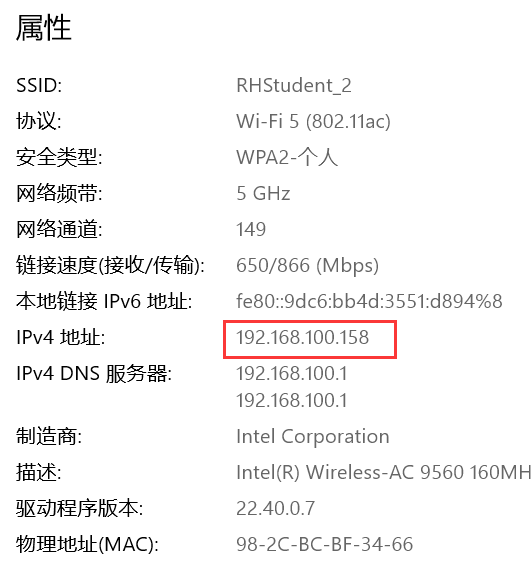 属性
SSID: RHStudent_2
协议: Wi-Fi 5 (802.11ac)
安全类型: WPA2-个人
网络频带: 5 GHz
网络通道: 149
链接速度(接收/传输): 650/866 (Mbps)
本地链接 IPv6 地址: fe80::9dc6:bb4d:3551:d894%8
IPv4 地址: 192.168.100.158
IPv4 DNS 服务器: 192.168.100.1
192.168.100.1
制造商: Intel Corporation
描述: Intel(R) Wireless-AC 9560 160MH
驱动程序版本: 22.40.0.7
物理地址(MAC): 98-2C-BC-BF-34-66